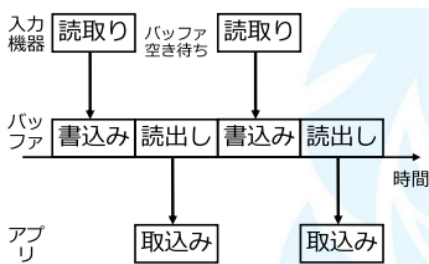 入力
機器
読取り
バッファ
空き待ち
読取り
バッ
ファ
書込み
読出し
書込み
読出し
時間
アプ
リ
取込み
取込み